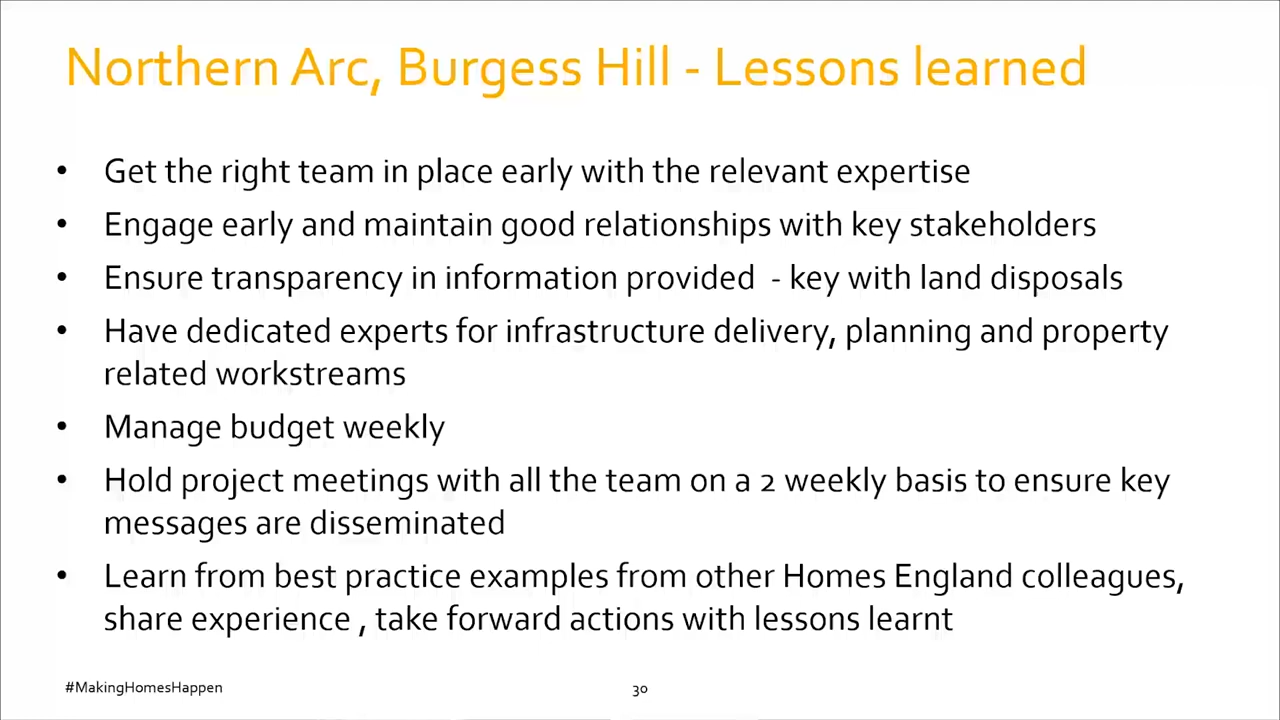 Northern Arc, Burgess Hill - Lessons learned
• Get the right team in place early with the relevant expertise
• Engage early and maintain good relationships with key stakeholders
• Ensure transparency in information provided  - key with land disposals
• Have dedicated experts for infrastructure delivery, planning and property
related workstreams
• Manage budget weekly
• Hold project meetings with all the team on a 2 weekly basis to ensure key
messages are disseminated
• Learn from best practice examples from other Homes England colleagues,
share experience , take forward actions with lessons learnt
#MakingHomesHappen
30